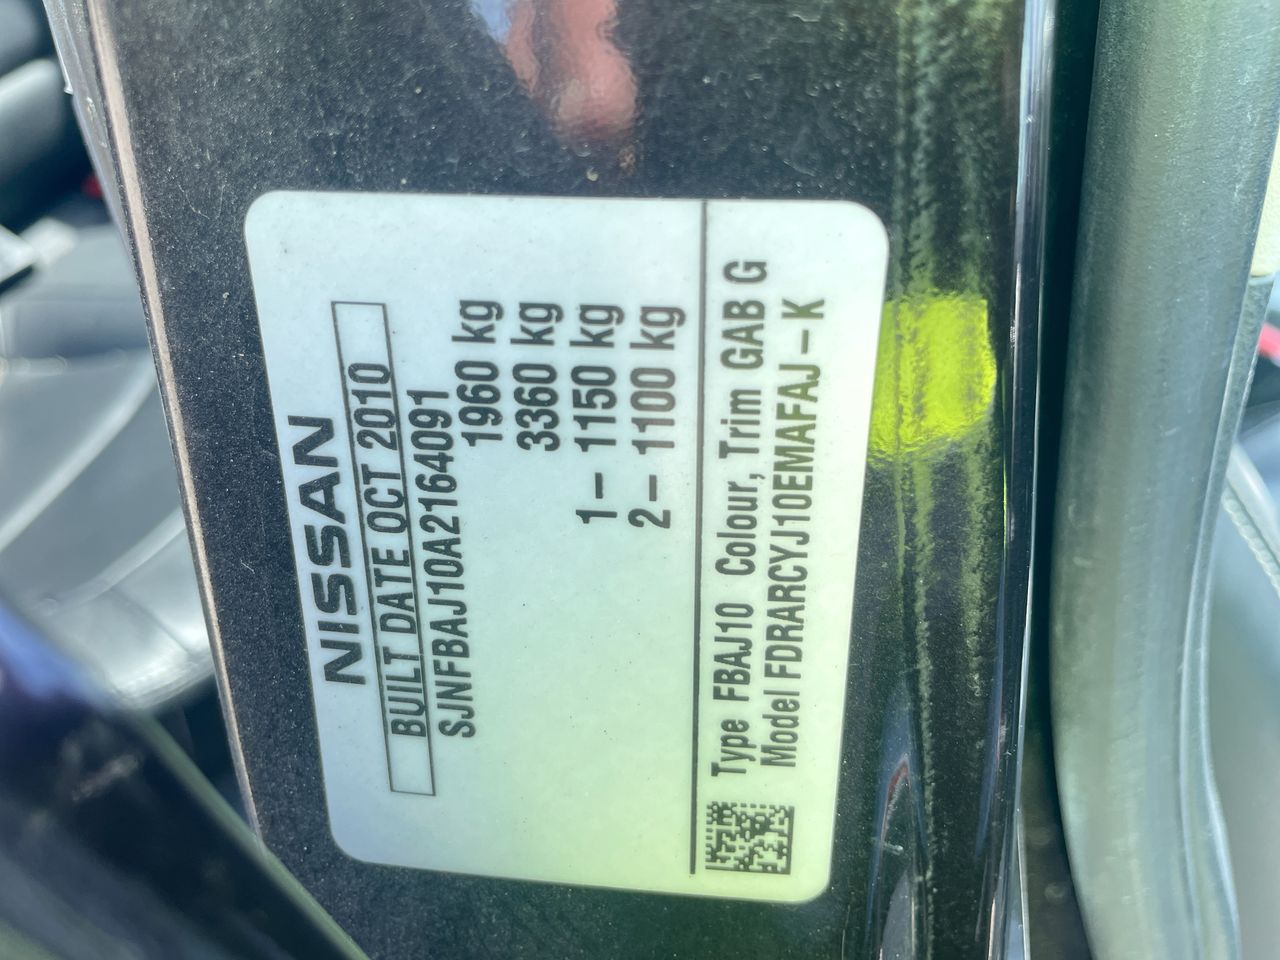 NISSAN
BUILT DATE OCT 2010
SJNFBAJ10A2164091
1960 kg
3360 kg
1– 1150 kg
2– 1100 kg
Type FBAJ10 Colour, Trim GAB G
Model FDRARCYJ10EMAFAJ–K